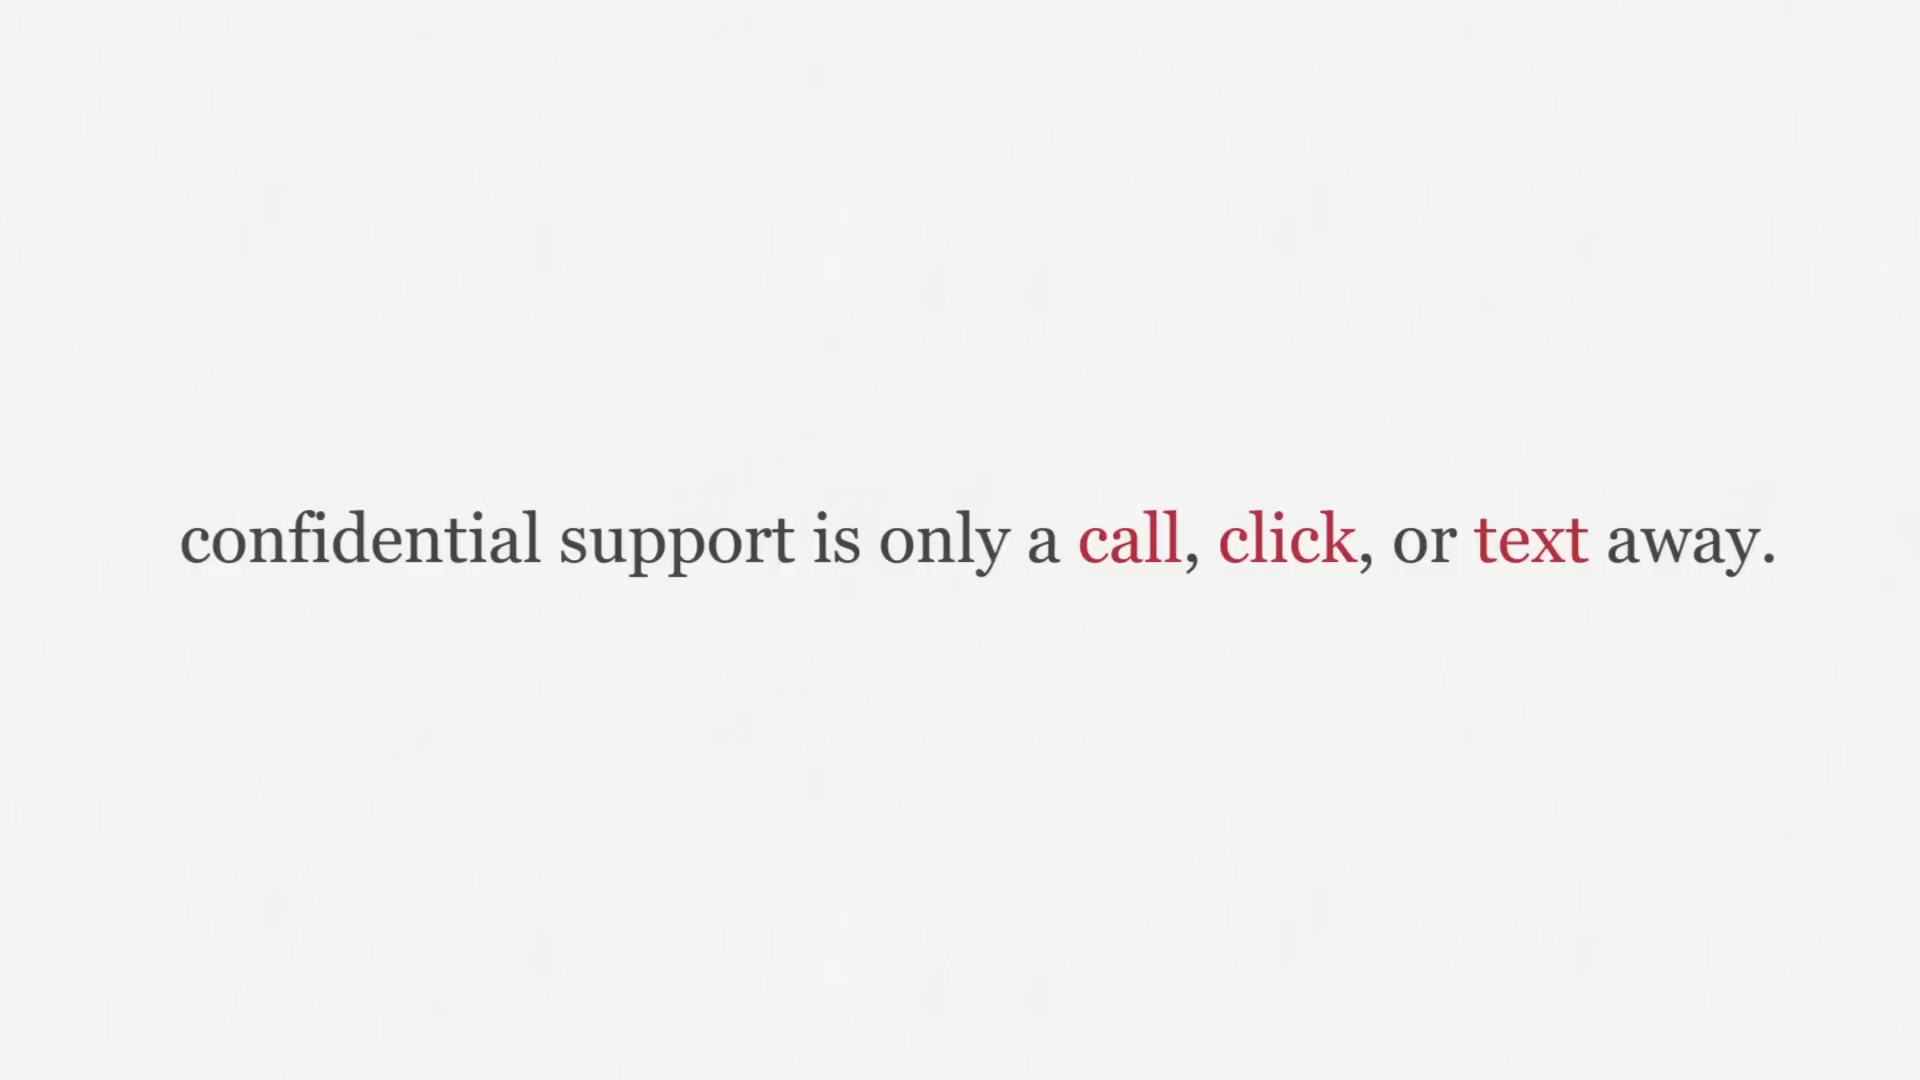 confidential support is only a call, click, or text away.